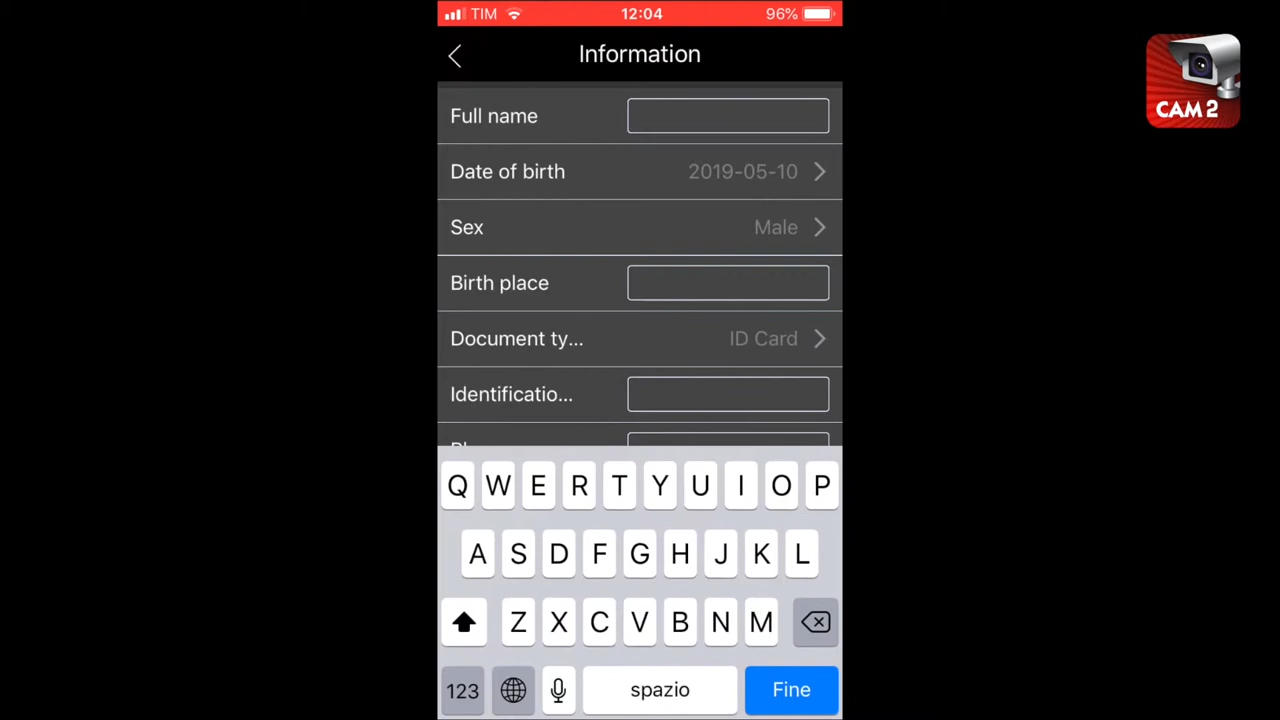 TIM 12:04 96%
Information
Full name
Date of birth 2019-05-10
Sex Male
Birth place
Document ty... ID Card
Identificatio...
Q W E R T Y U I O P
A S D F G H J K L
Z X C V B N M
123 spazio Fine
CAM 2